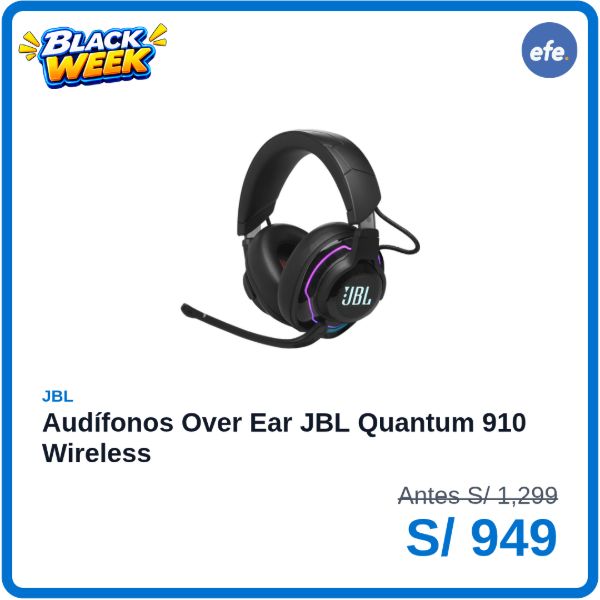 BLACK
WEEK
efe.
JBL
JBL
Audífonos Over Ear JBL Quantum 910
Wireless
Antes S/ 1,299
S/ 949